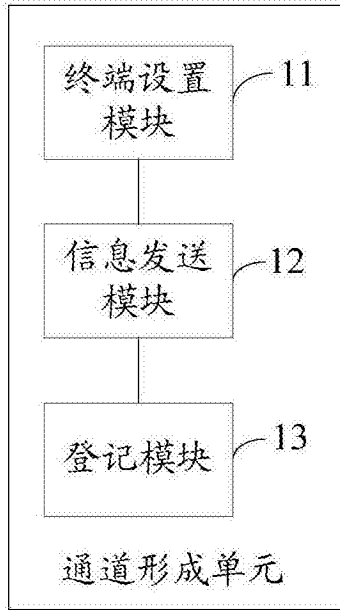 终端设置
模块
11
信息发送
模块
12
登记模块
13
通道形成单元